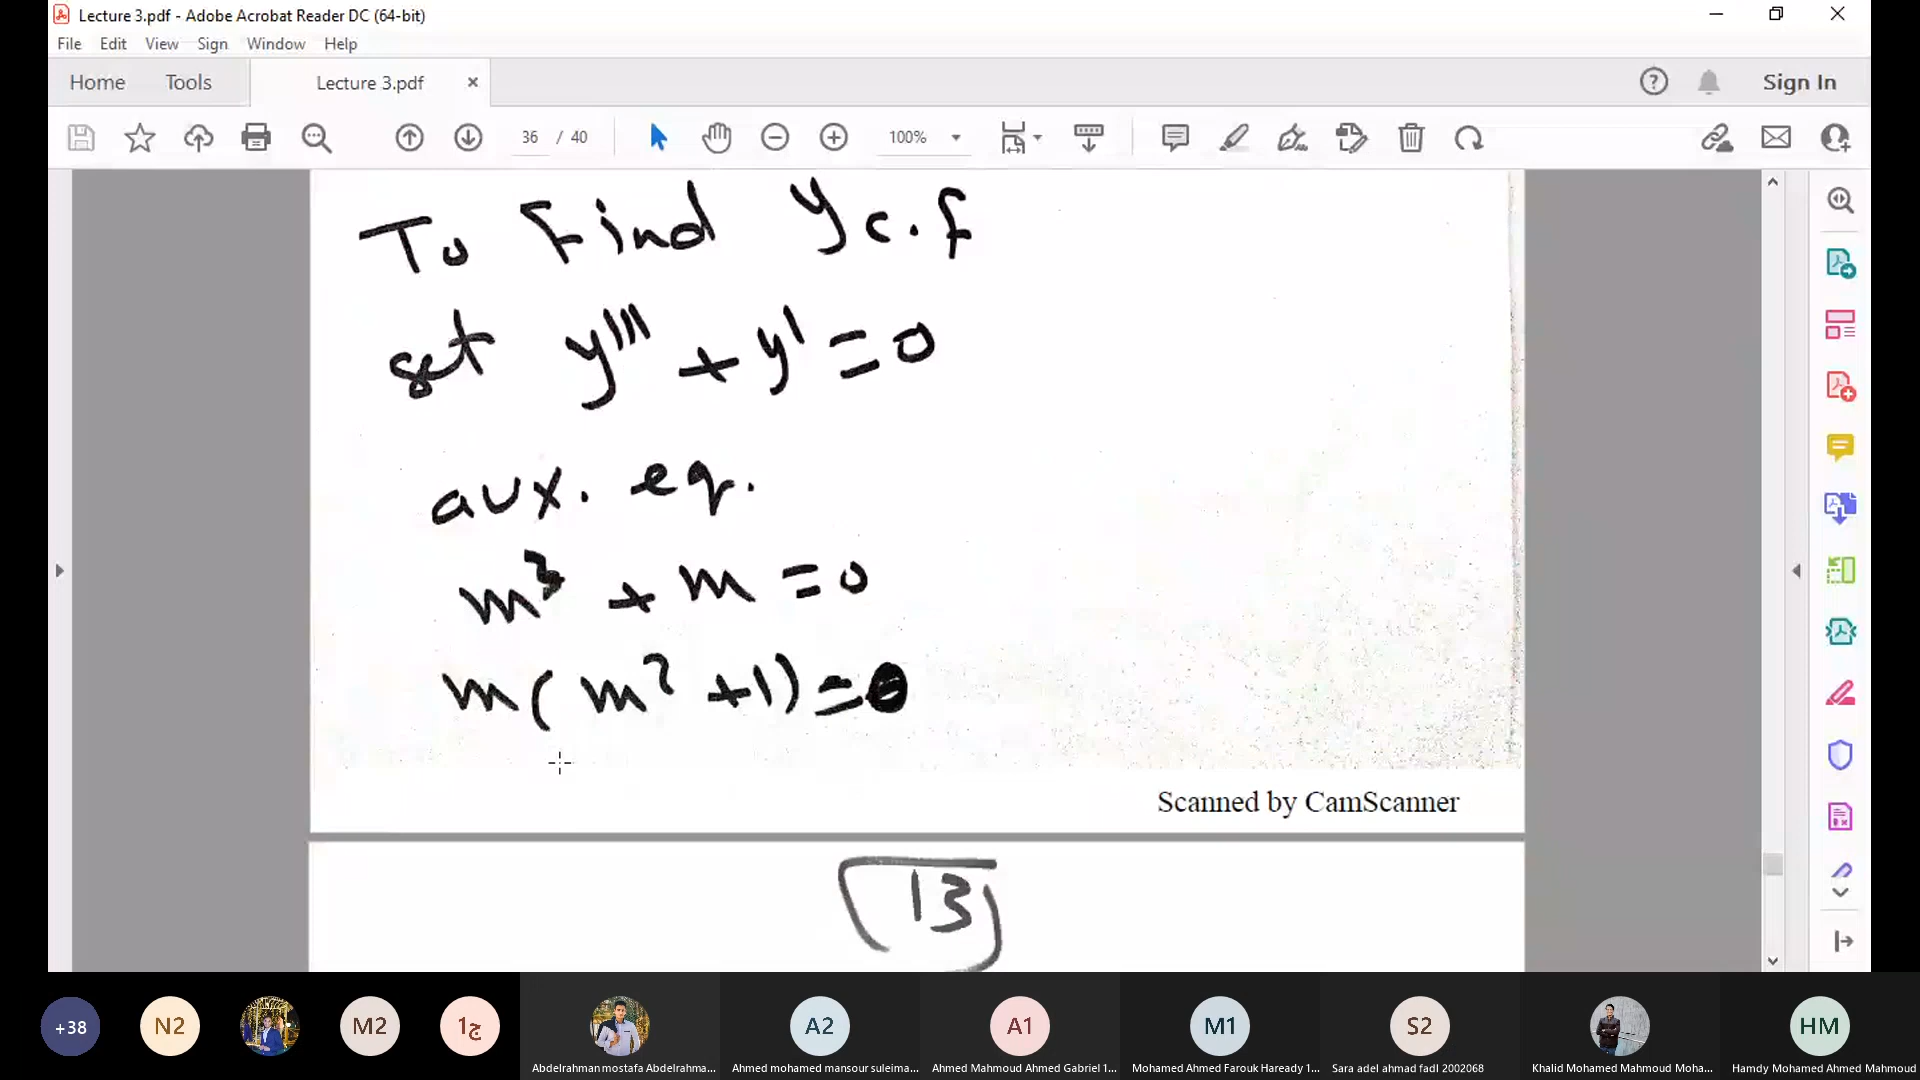 Lecture 3.pdf - Adobe Acrobat Reader DC (64-bit)
File Edit View Sign Window Help
Home Tools Lecture 3.pdf × Sign In
36 / 40 100%
To Find y c.f
set y''' + y' = 0
aux. eq.
m³ + m = 0
m(m² + 1) = 0
Scanned by CamScanner
13
+38 N2 M2 ج1 A2 A1 M1 S2 HM
Abdelrahman mostafa Abdelrahma... Ahmed mohamed mansour suleima... Ahmed Mahmoud Ahmed Gabriel 1... Mohamed Ahmed Farouk Haready 1... Sara adel ahmad fadl 2002068 Khalid Mohamed Mahmoud Moha... Hamdy Mohamed Ahmed Mahmoud